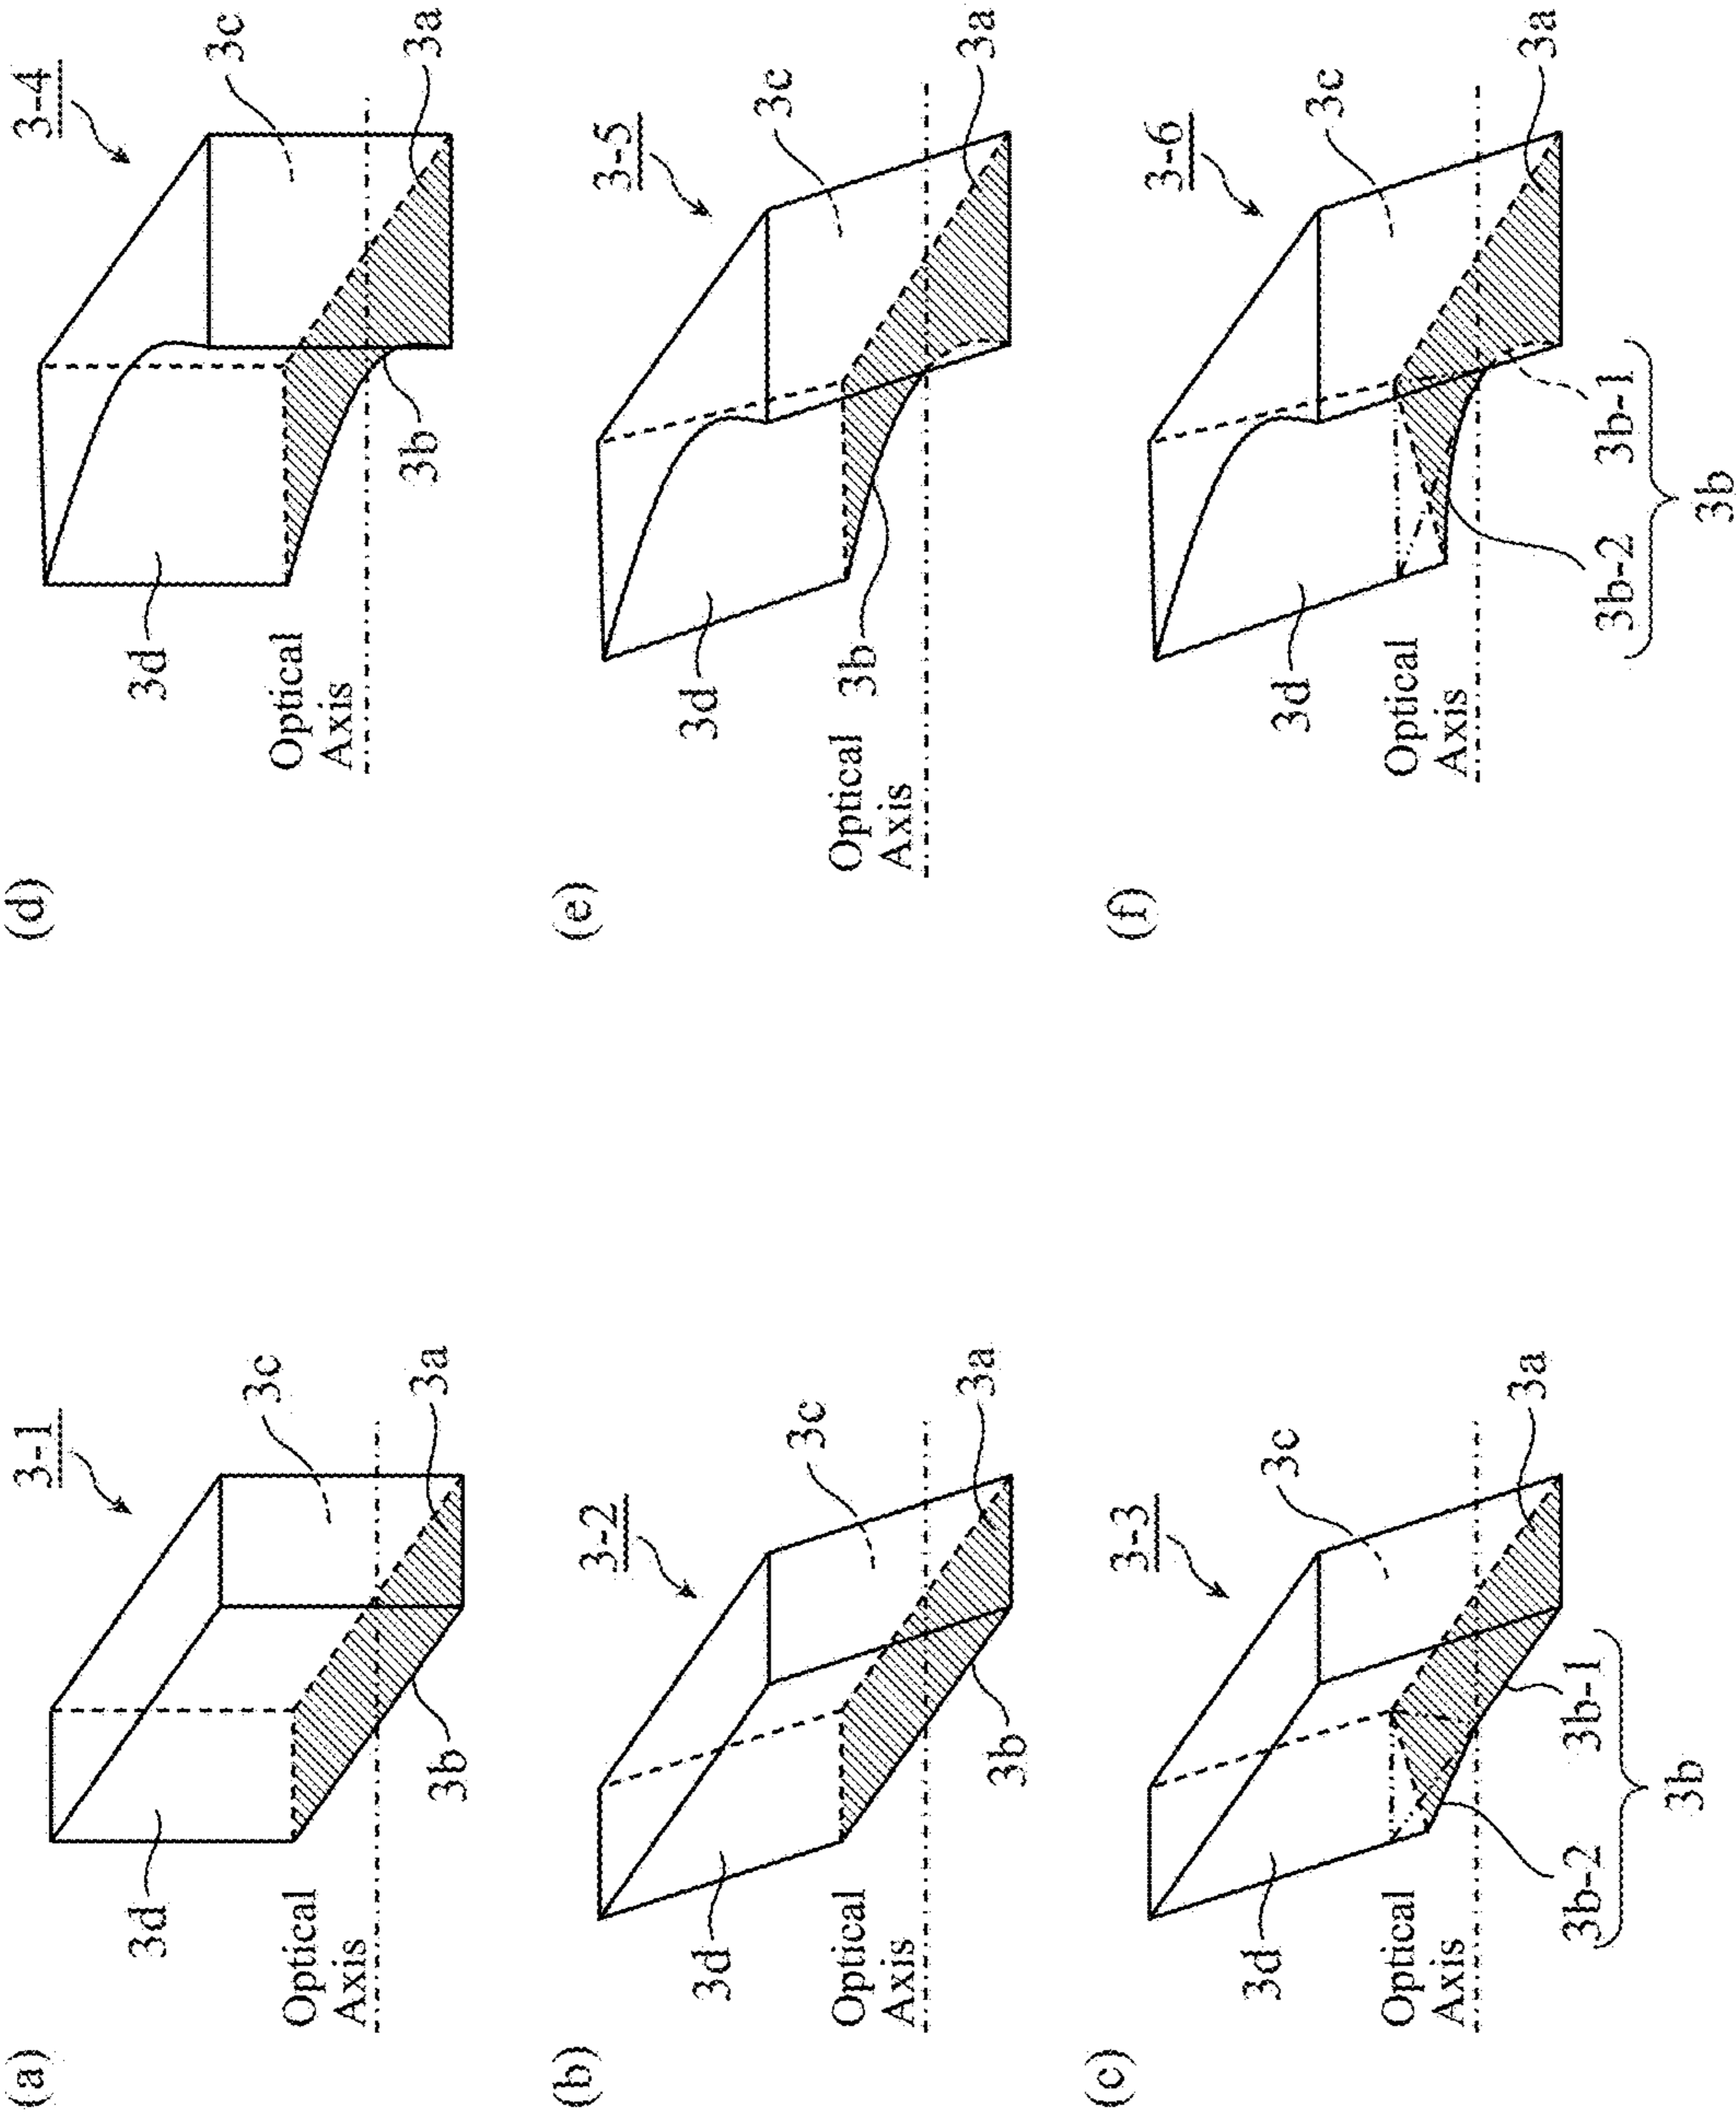 (a)
3-1
3c
3a
3d
3b
Optical
Axis
(b)
3-2
3c
3a
3d
3b
Optical
Axis
(c)
3-3
3c
3a
3d
Optical
Axis
3b-2
3b-1
3b
(d)
3-4
3c
3a
3d
3b
Optical
Axis
(e)
3-5
3c
3a
3d
3b
Optical
Axis
(f)
3-6
3c
3a
3d
Optical
Axis
3b-2
3b-1
3b